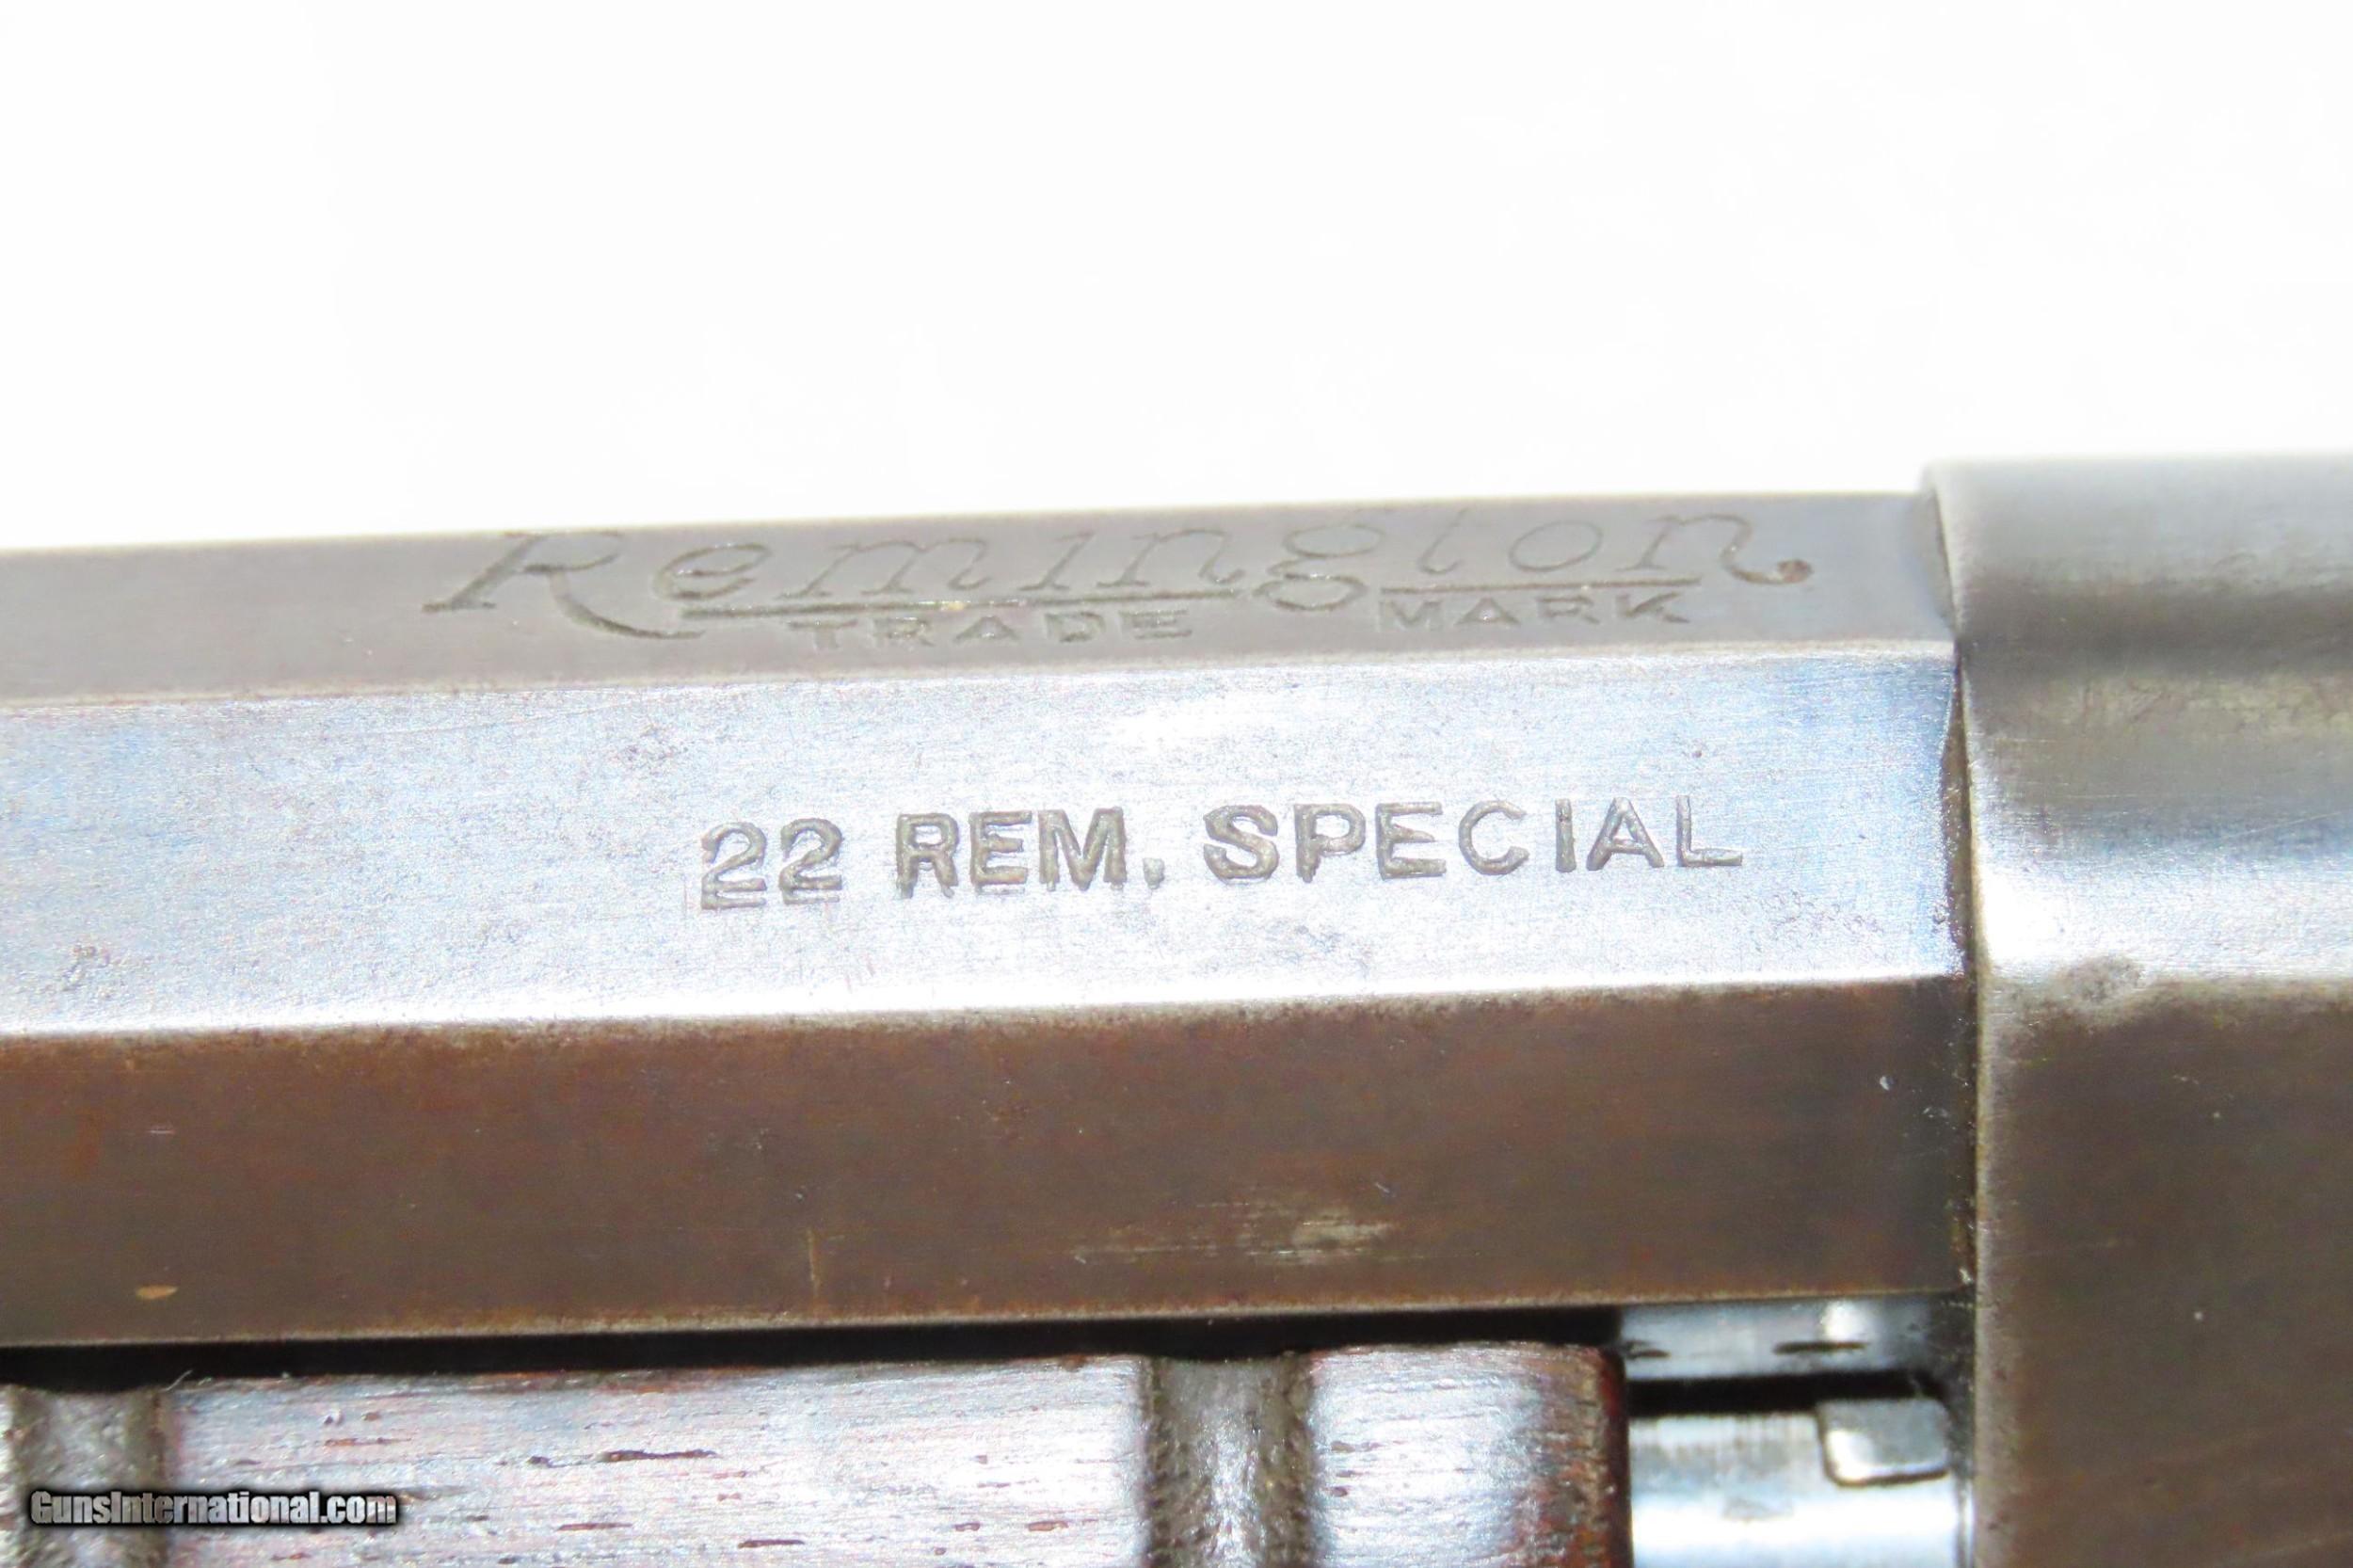 Remington
TRADE MARK
22 REM. SPECIAL
GunsInternational.com